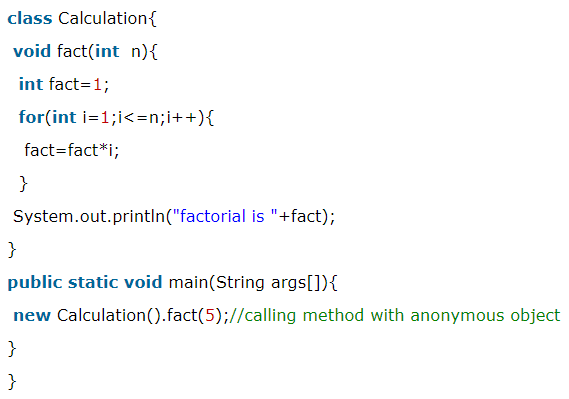 class Calculation{
 void fact(int  n){
  int fact=1;
  for(int i=1;i<=n;i++){
   fact=fact*i;
  }
 System.out.println("factorial is "+fact);
}
public static void main(String args[]){
 new Calculation().fact(5);//calling method with anonymous object
}
}